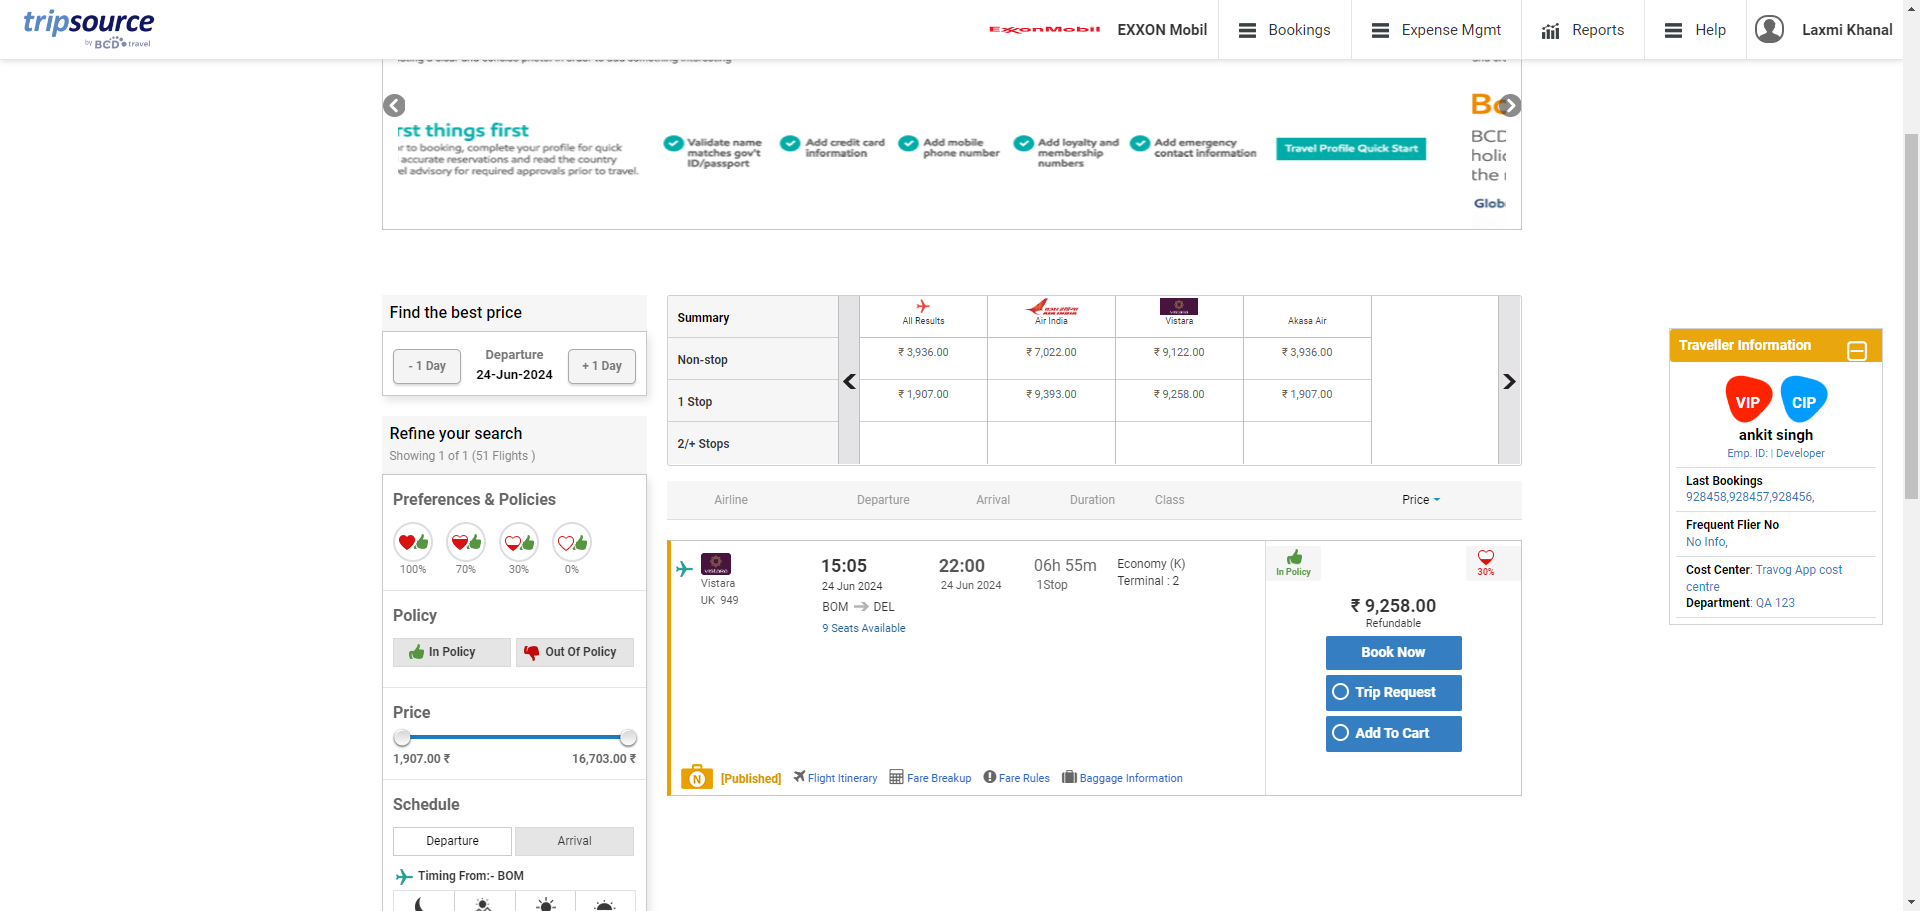 tripsource
by BCD travel
ExxonMobil
EXXON Mobil
Bookings
Expense Mgmt
Reports
Help
Laxmi Khanal
rst things first
r to booking, complete your profile for quick
accurate reservations and read the country
el advisory for required approvals prior to travel.
Validate name
matches gov't
ID/passport
Add credit card
information
Add mobile
phone number
Add loyalty and
membership
numbers
Add emergency
contact information
Travel Profile Quick Start
BCD
holic
the
Glob
Find the best price
- 1 Day
Departure
24-Jun-2024
+ 1 Day
Refine your search
Showing 1 of 1 (51 Flights )
Preferences & Policies
100%
70%
30%
0%
Policy
In Policy
Out Of Policy
Price
1,907.00 ₹
16,703.00 ₹
Schedule
Departure
Arrival
Timing From:- BOM
Summary
All Results
Air India
Vistara
Akasa Air
Non-stop
₹ 3,936.00
₹ 7,022.00
₹ 9,122.00
₹ 3,936.00
1 Stop
₹ 1,907.00
₹ 9,393.00
₹ 9,258.00
₹ 1,907.00
2/+ Stops
Airline
Departure
Arrival
Duration
Class
Price
Vistara
UK 949
15:05
24 Jun 2024
BOM
DEL
9 Seats Available
22:00
24 Jun 2024
06h 55m
1Stop
Economy (K)
Terminal : 2
In Policy
30%
₹ 9,258.00
Refundable
Book Now
Trip Request
Add To Cart
N
[Published]
Flight Itinerary
Fare Breakup
Fare Rules
Baggage Information
Traveller Information
VIP
CIP
ankit singh
Emp. ID: | Developer
Last Bookings
928458,928457,928456,
Frequent Flier No
No Info,
Cost Center: Travog App cost
centre
Department: QA 123